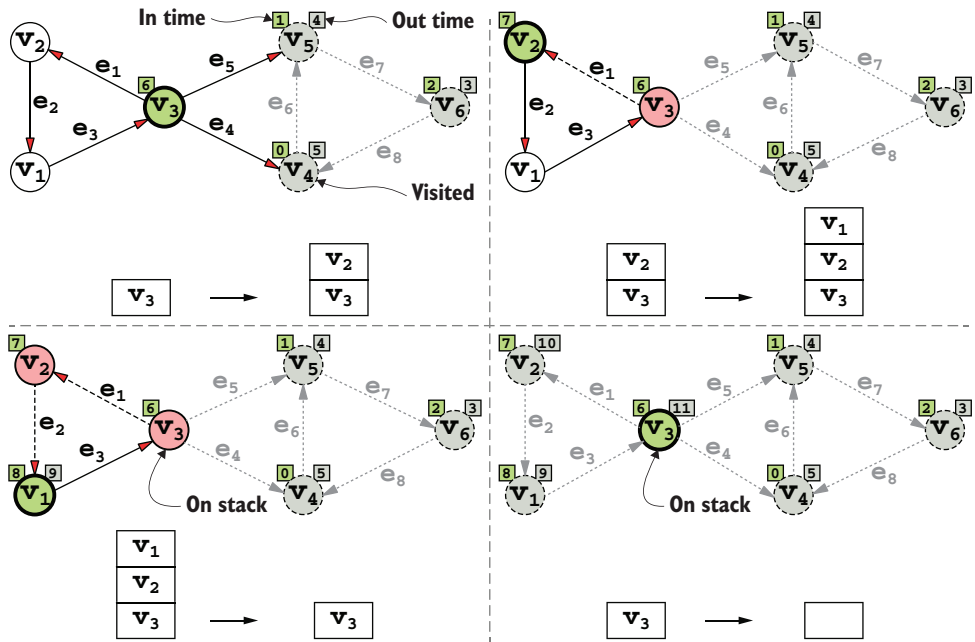 In time 1 4 Out time
v₂ v₅
e₁ e₅ e₇
6 2 3
e₂ v₃ e₆ v₆
e₃ e₄ 0 5 e₈
v₁ v₄
Visited
v₂
v₃ v₃
7 1 4
v₂ v₅
e₁ e₅ e₇
6 2 3
e₂ v₃ e₆ v₆
e₃ e₄ 0 5 e₈
v₁ v₄
v₁
v₂ v₂
v₃ v₃
7 1 4
v₂ v₅
e₁ e₅ e₇
6 2 3
e₂ v₃ e₆ v₆
8 9 e₃ e₄ 0 5 e₈
v₁ v₄
On stack
v₁
v₂
v₃ v₃
7 10 1 4
v₂ v₅
e₁ e₅ e₇
6 11 2 3
e₂ v₃ e₆ v₆
8 9 e₃ e₄ 0 5 e₈
v₁ v₄
On stack
v₃